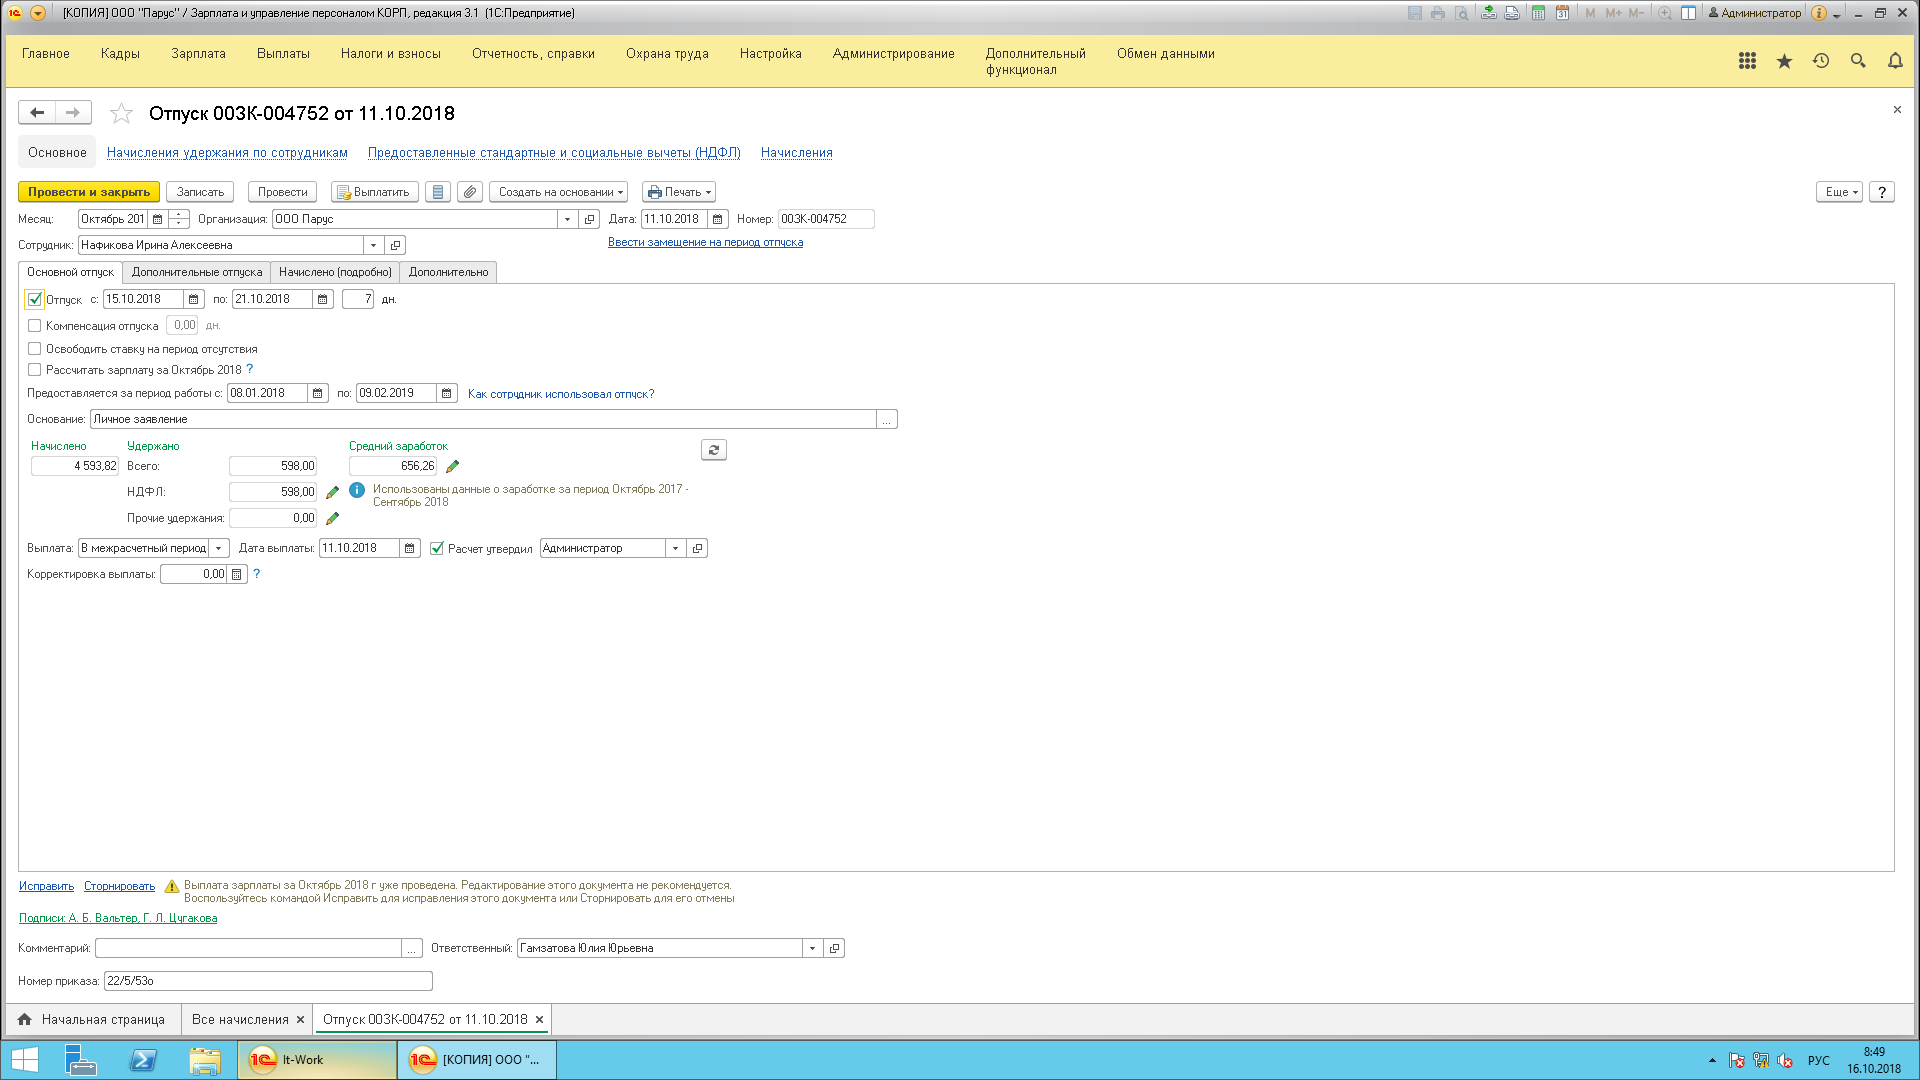 [КОПИЯ] ООО "Парус" / Зарплата и управление персоналом КОРП, редакция 3.1 (1С:Предприятие)
M M+ M- Администратор
Главное Кадры Зарплата Выплаты Налоги и взносы Отчетность, справки Охрана труда Настройка Администрирование Дополнительный функционал Обмен данными
Отпуск 003К-004752 от 11.10.2018
Основное Начисления удержания по сотрудникам Предоставленные стандартные и социальные вычеты (НДФЛ) Начисления
Провести и закрыть Записать Провести Выплатить Создать на основании Печать Еще ?
Месяц: Октябрь 201 Организация: ООО Парус Дата: 11.10.2018 Номер: 003К-004752
Сотрудник: Нафикова Ирина Алексеевна Ввести замещение на период отпуска
Основной отпуск Дополнительные отпуска Начислено (подробно) Дополнительно
Отпуск с: 15.10.2018 по: 21.10.2018 7 дн.
Компенсация отпуска 0,00 дн.
Освободить ставку на период отсутствия
Рассчитать зарплату за Октябрь 2018 ?
Предоставляется за период работы с: 08.01.2018 по: 09.02.2019 Как сотрудник использовал отпуск?
Основание: Личное заявление ...
Начислено Удержано Средний заработок
4 593,82 Всего: 598,00 656,26
НДФЛ: 598,00 Использованы данные о заработке за период Октябрь 2017 -
Сентябрь 2018
Прочие удержания: 0,00
Выплата: В межрасчетный период Дата выплаты: 11.10.2018 Расчет утвердил Администратор
Корректировка выплаты: 0,00 ?
Исправить Сторнировать Выплата зарплаты за Октябрь 2018 г уже проведена. Редактирование этого документа не рекомендуется.
Воспользуйтесь командой Исправить для исправления этого документа или Сторнировать для его отмены
Подписи: А. Б. Вальтер, Г. Л. Цугакова
Комментарий: ... Ответственный: Гамзатова Юлия Юрьевна
Номер приказа: 22/5/53о
Начальная страница Все начисления Отпуск 003К-004752 от 11.10.2018
It-Work [КОПИЯ] ООО "... РУС 8:49
16.10.2018